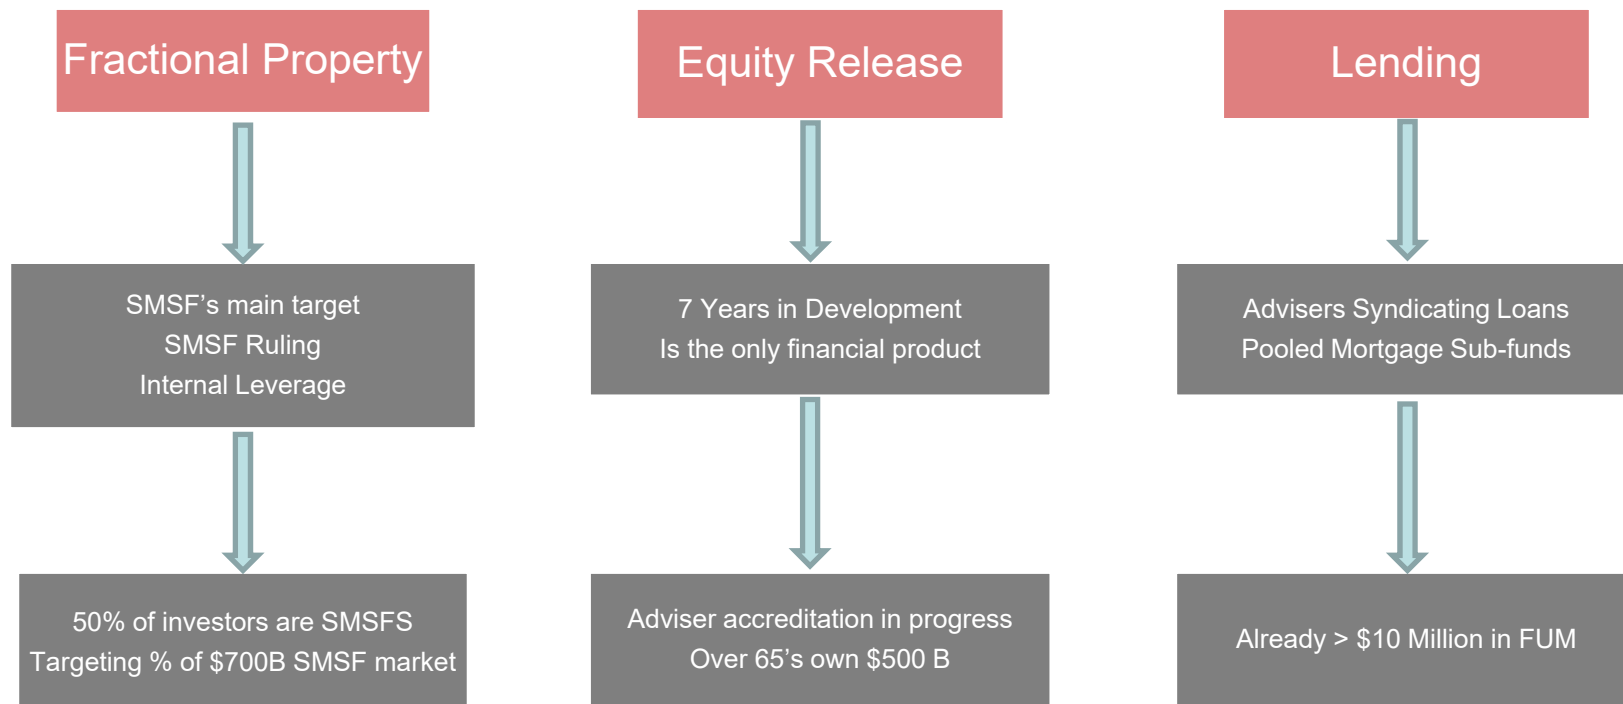 Fractional Property
SMSF’s main target
SMSF Ruling
Internal Leverage
50% of investors are SMSFS
Targeting % of $700B SMSF market
Equity Release
7 Years in Development
Is the only financial product
Adviser accreditation in progress
Over 65’s own $500 B
Lending
Advisers Syndicating Loans
Pooled Mortgage Sub-funds
Already > $10 Million in FUM